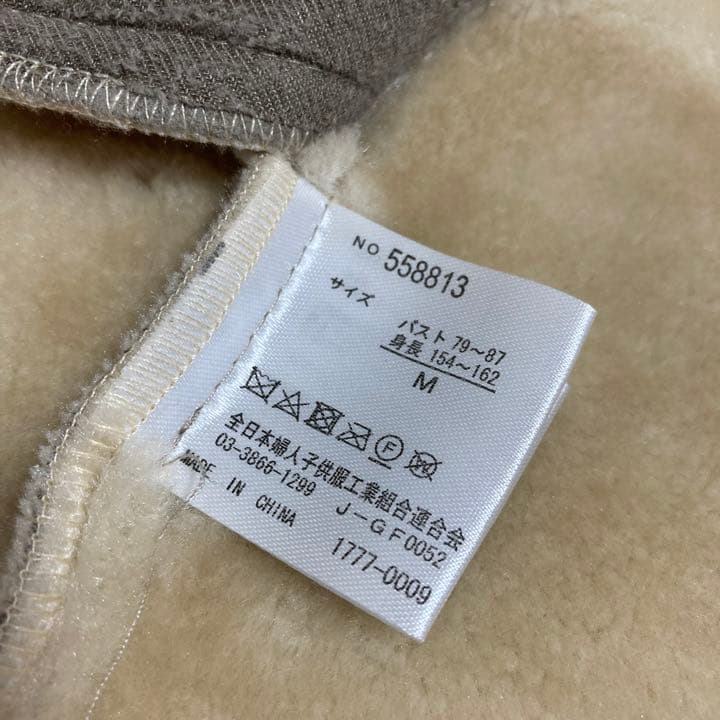 NO 558813
サイズ
バスト 79～87
身長 154～162
M
F
W
全日本婦人子供服工業組合連合会
03-3866-1299 J-GF0052
MADE IN CHINA
1777-0009